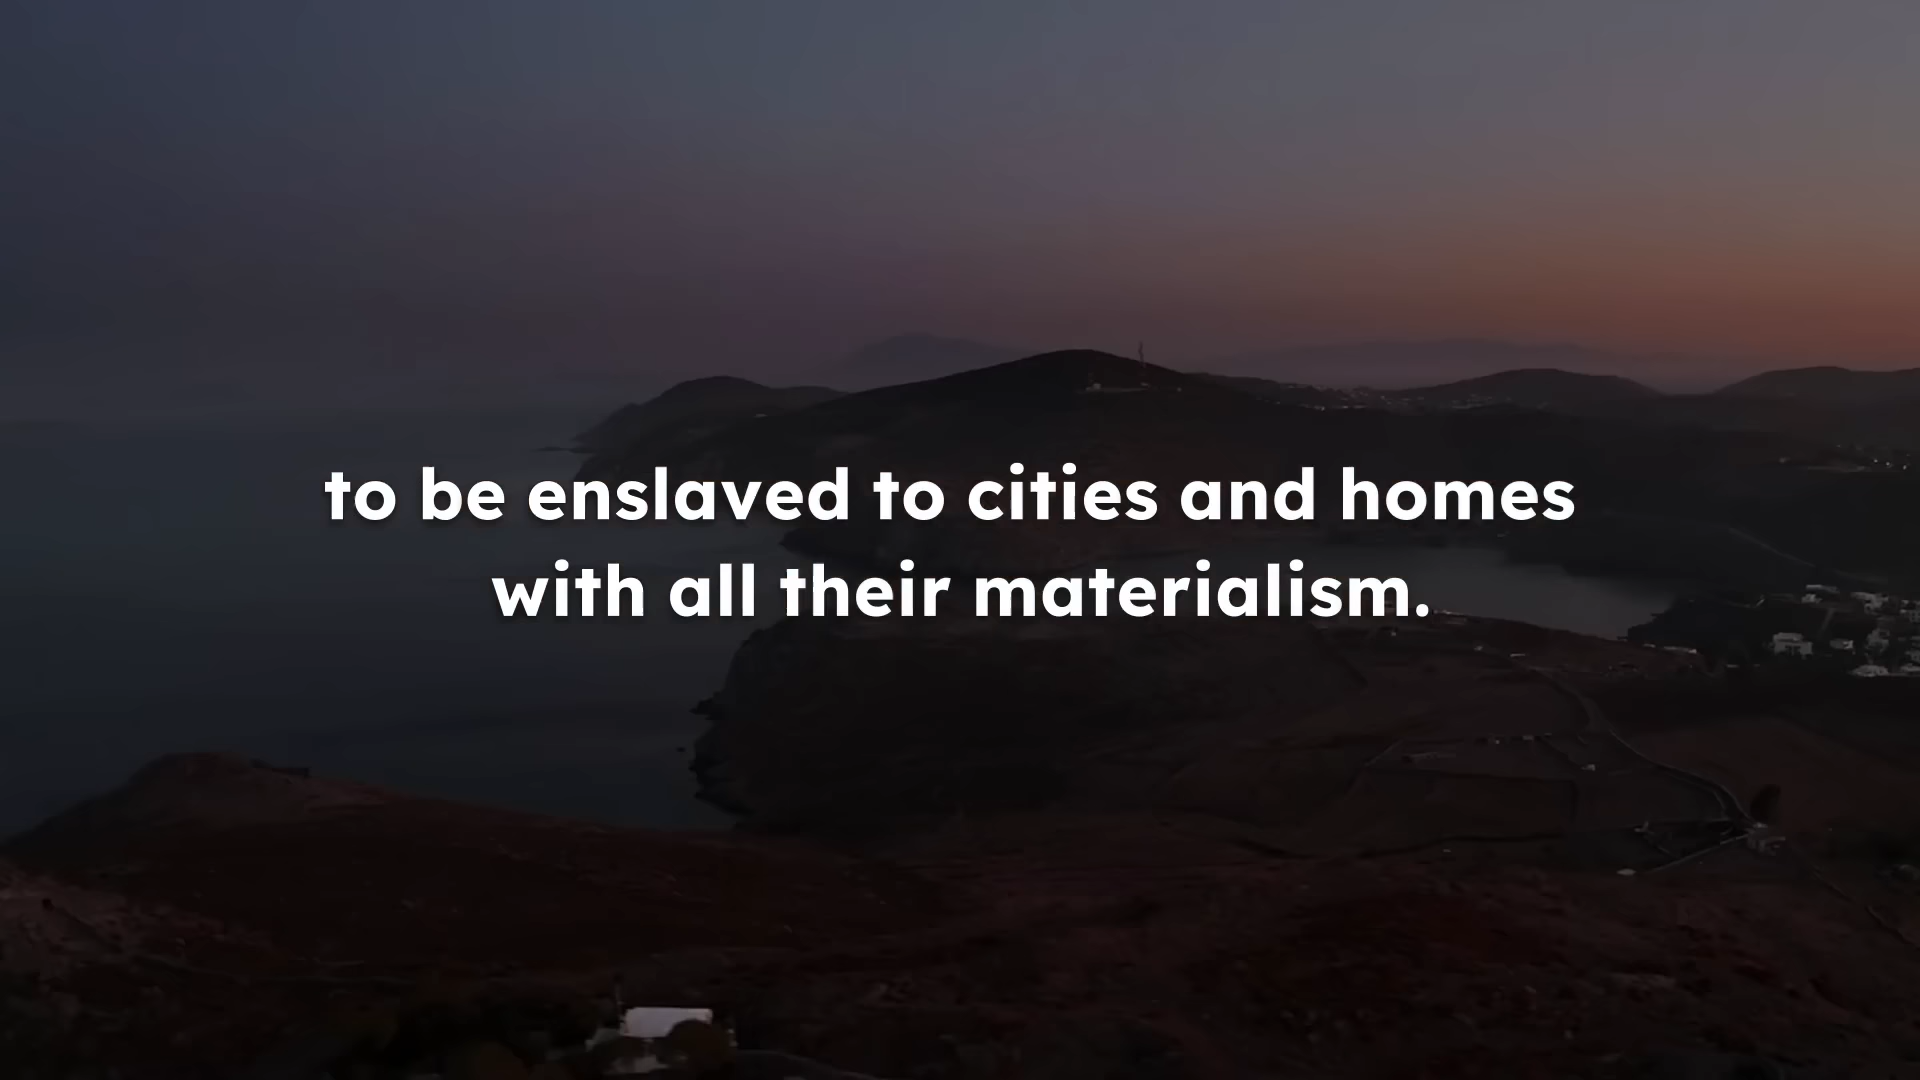 to be enslaved to cities and homes
with all their materialism.